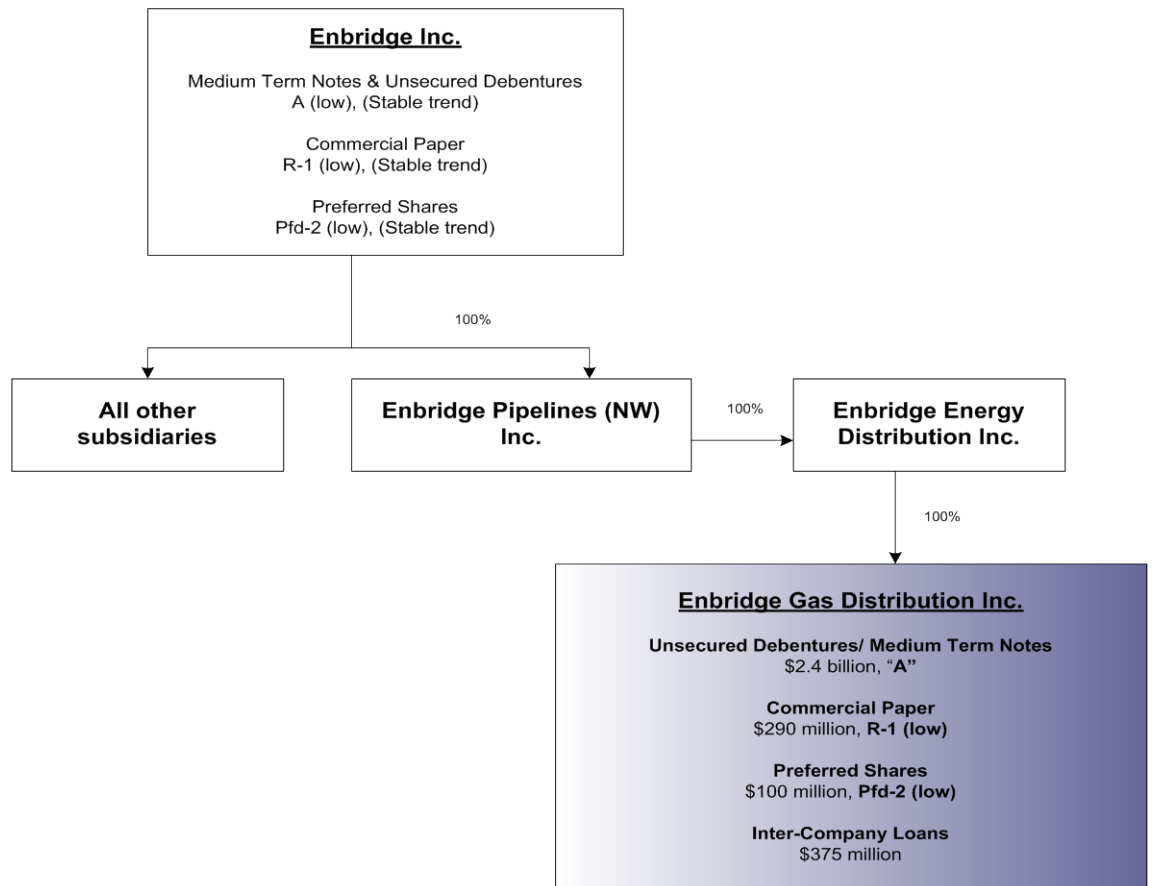 Enbridge Inc.
Medium Term Notes & Unsecured Debentures
A (low), (Stable trend)
Commercial Paper
R-1 (low), (Stable trend)
Preferred Shares
Pfd-2 (low), (Stable trend)
100%
All other
subsidiaries
Enbridge Pipelines (NW)
Inc.
100%
Enbridge Energy
Distribution Inc.
100%
Enbridge Gas Distribution Inc.
Unsecured Debentures/ Medium Term Notes
$2.4 billion, “A”
Commercial Paper
$290 million, R-1 (low)
Preferred Shares
$100 million, Pfd-2 (low)
Inter-Company Loans
$375 million